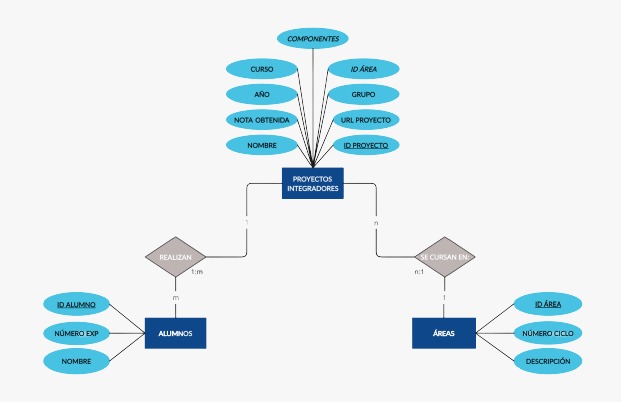 COMPONENTES
CURSO
ID ÁREA
AÑO
GRUPO
NOTA OBTENIDA
URL PROYECTO
NOMBRE
ID PROYECTO
PROYECTOS
INTEGRADORES
1
n
REALIZAN
SE CURSAN EN:
1:m
n:1
m
1
ID ALUMNO
ID ÁREA
NÚMERO EXP
ALUMNOS
ÁREAS
NÚMERO CICLO
NOMBRE
DESCRIPCIÓN